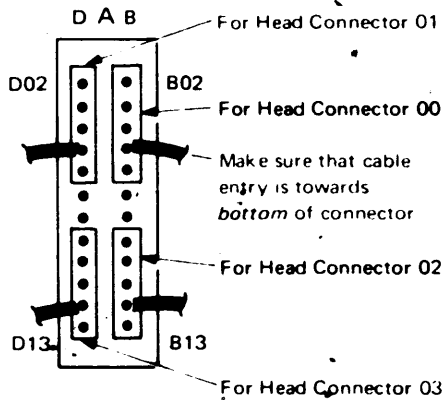 D A B
For Head Connector 01
D02
B02
For Head Connector 00
Make sure that cable
entry is towards
bottom of connector
For Head Connector 02
D13
B13
For Head Connector 03